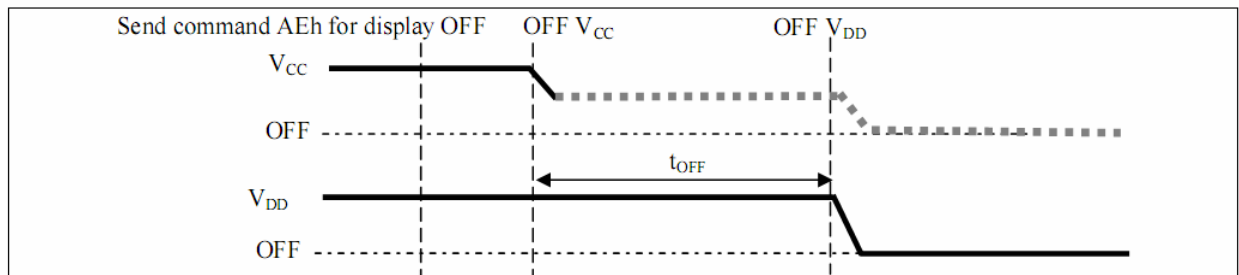 Send command AEh for display OFF OFF VCC OFF VDD
VCC
OFF
tOFF
VDD
OFF